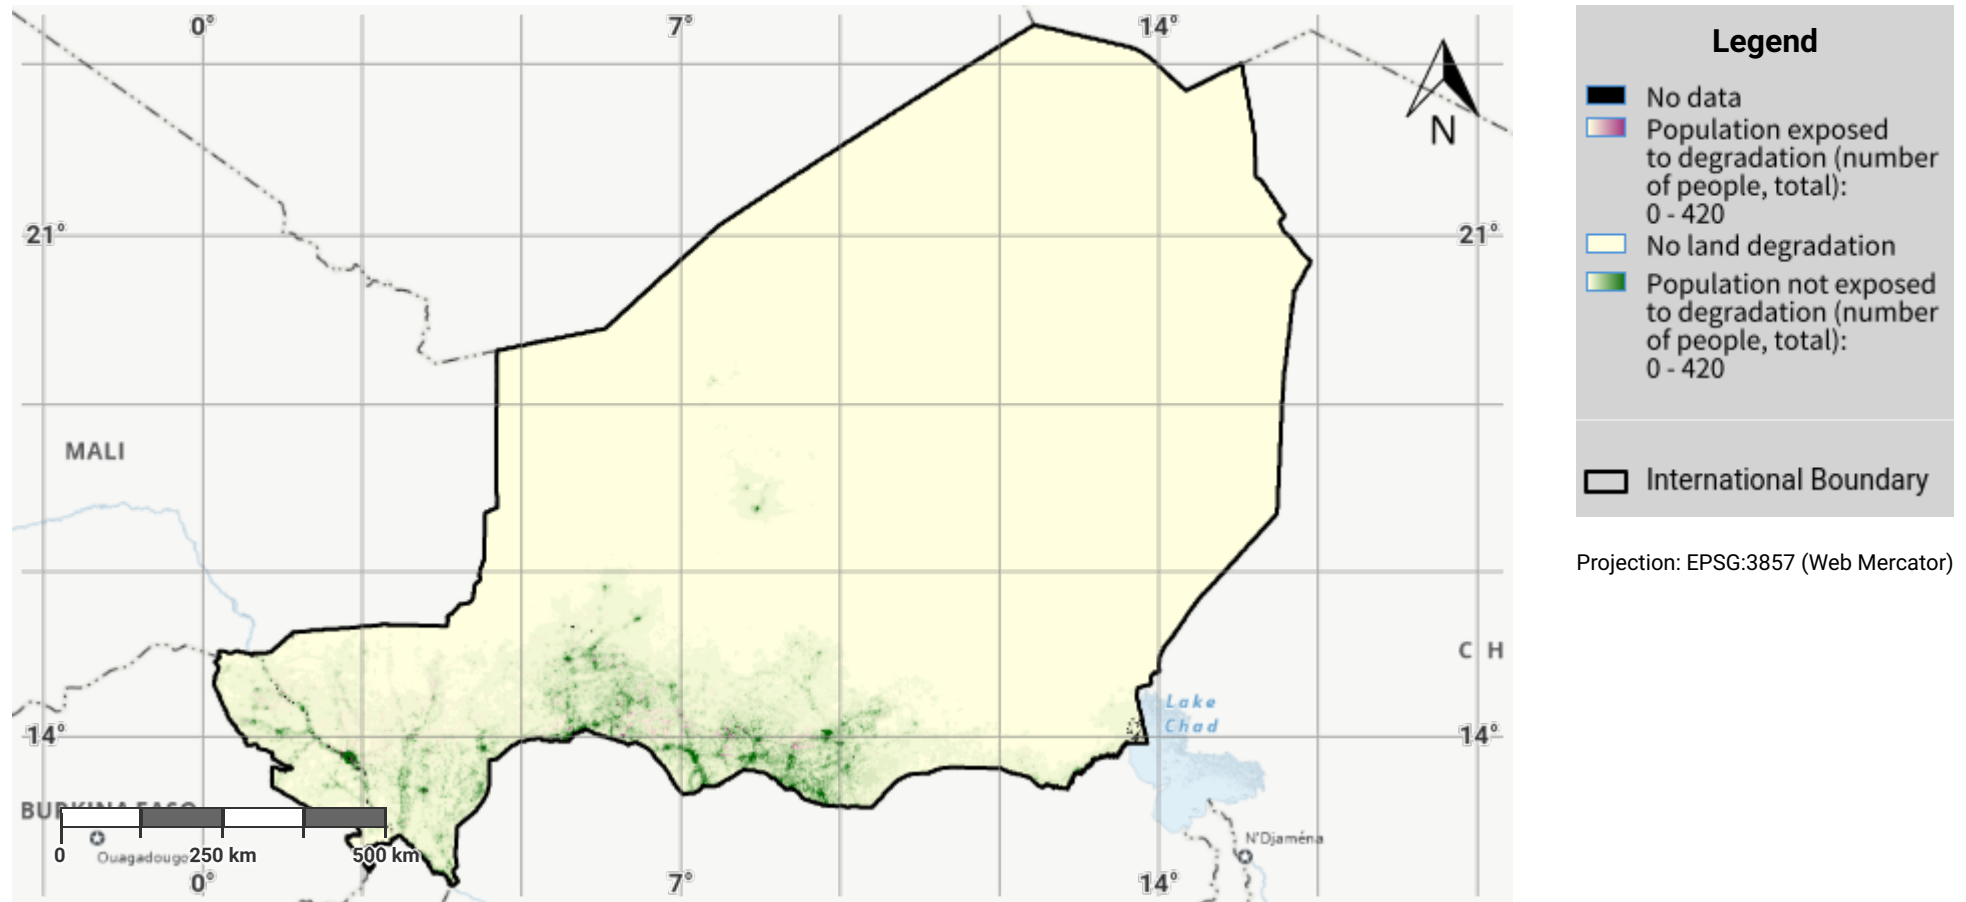 0° 7° 14°
N
21° 21°
MALI
C H
Lake
Chad
14° 14°
BURKINA FASO
N'Djaména
Ouagadougo
0 250 km 500 km
0° 7° 14°
Legend
No data
Population exposed
to degradation (number
of people, total):
0 - 420
No land degradation
Population not exposed
to degradation (number
of people, total):
0 - 420
International Boundary
Projection: EPSG:3857 (Web Mercator)